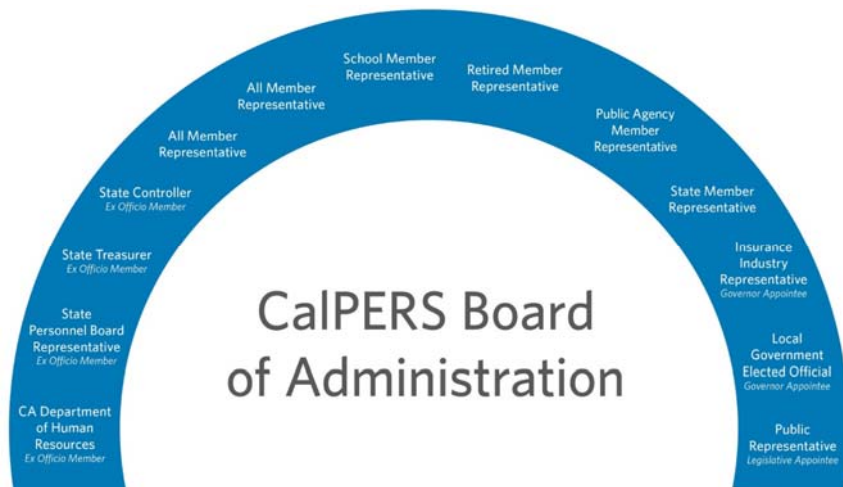 CA Department
of Human
Resources
Ex Officio Member
State
Personnel Board
Representative
Ex Officio Member
State Treasurer
Ex Officio Member
State Controller
Ex Officio Member
All Member
Representative
All Member
Representative
School Member
Representative
Retired Member
Representative
Public Agency
Member
Representative
State Member
Representative
Insurance
Industry
Representative
Governor Appointee
Local
Government
Elected Official
Governor Appointee
Public
Representative
Legislative Appointee
CalPERS Board
of Administration